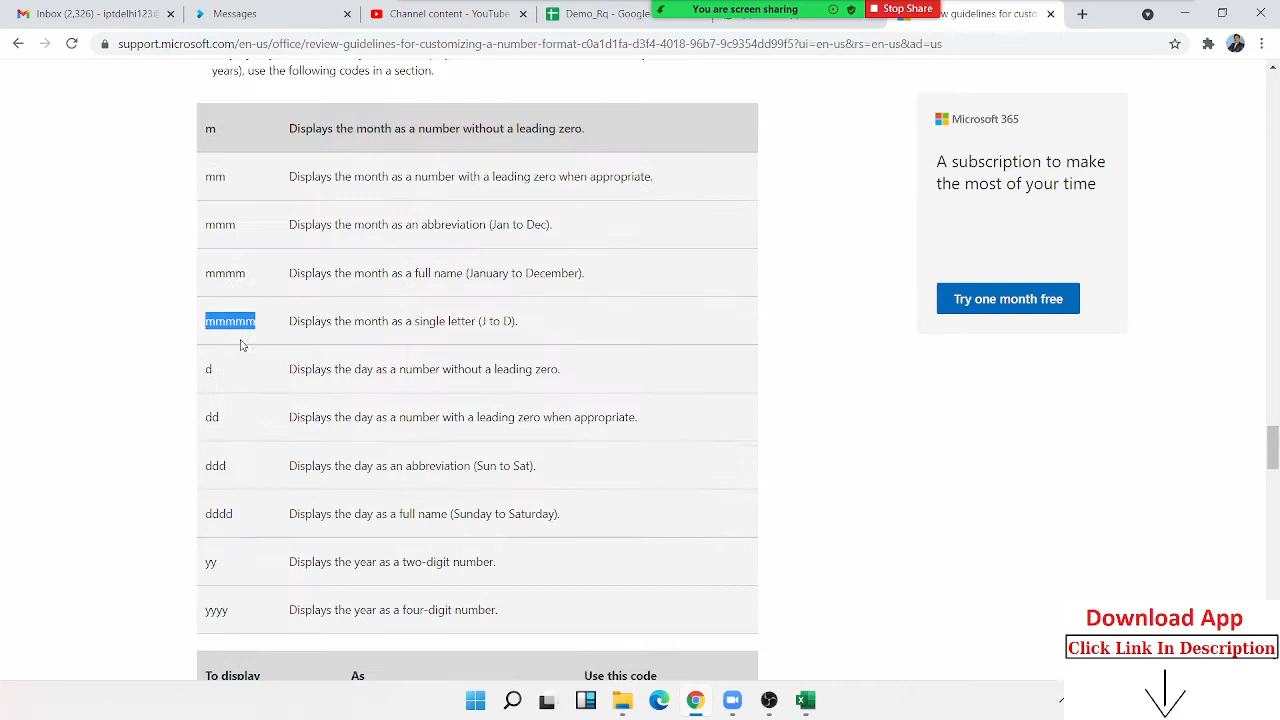 Inbox (2,326) - iptdel0123@
Messages
Channel content - YouTube
Demo_Rq - Google
You are screen sharing
Stop Share
w guidelines for custo
support.microsoft.com/en-us/office/review-guidelines-for-customizing-a-number-format-c0a1d1fa-d3f4-4018-96b7-9c9354dd99f5?ui=en-us&rs=en-us&ad=us
years), use the following codes in a section.
m Displays the month as a number without a leading zero.
mm Displays the month as a number with a leading zero when appropriate.
mmm Displays the month as an abbreviation (Jan to Dec).
mmmm Displays the month as a full name (January to December).
mmmmm Displays the month as a single letter (J to D).
d Displays the day as a number without a leading zero.
dd Displays the day as a number with a leading zero when appropriate.
ddd Displays the day as an abbreviation (Sun to Sat).
dddd Displays the day as a full name (Sunday to Saturday).
yy Displays the year as a two-digit number.
yyyy Displays the year as a four-digit number.
To display As Use this code
Microsoft 365
A subscription to make
the most of your time
Try one month free
Download App
Click Link In Description